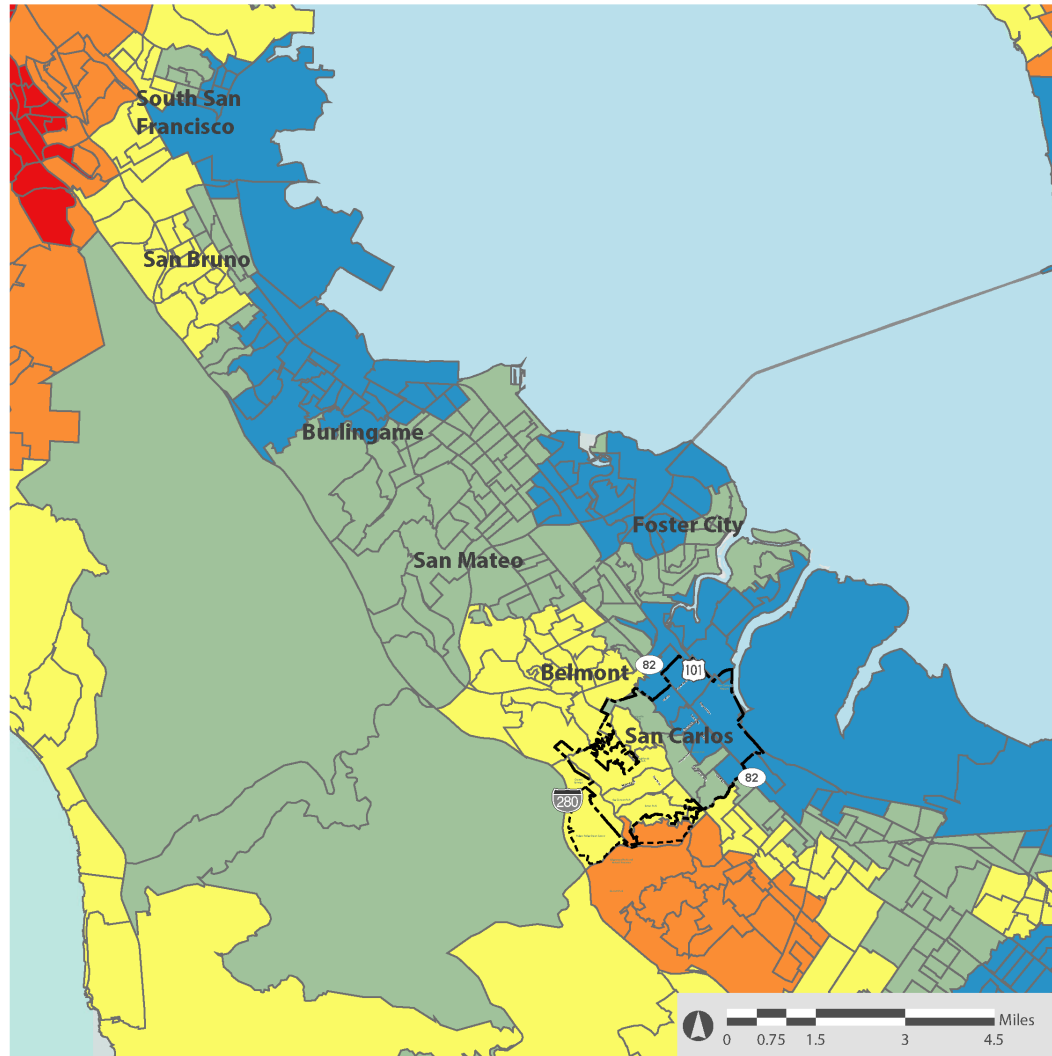 South San
Francisco
San Bruno
Burlingame
Foster City
San Mateo
Belmont
82
101
San Carlos
82
280
Miles
0 0.75 1.5 3 4.5